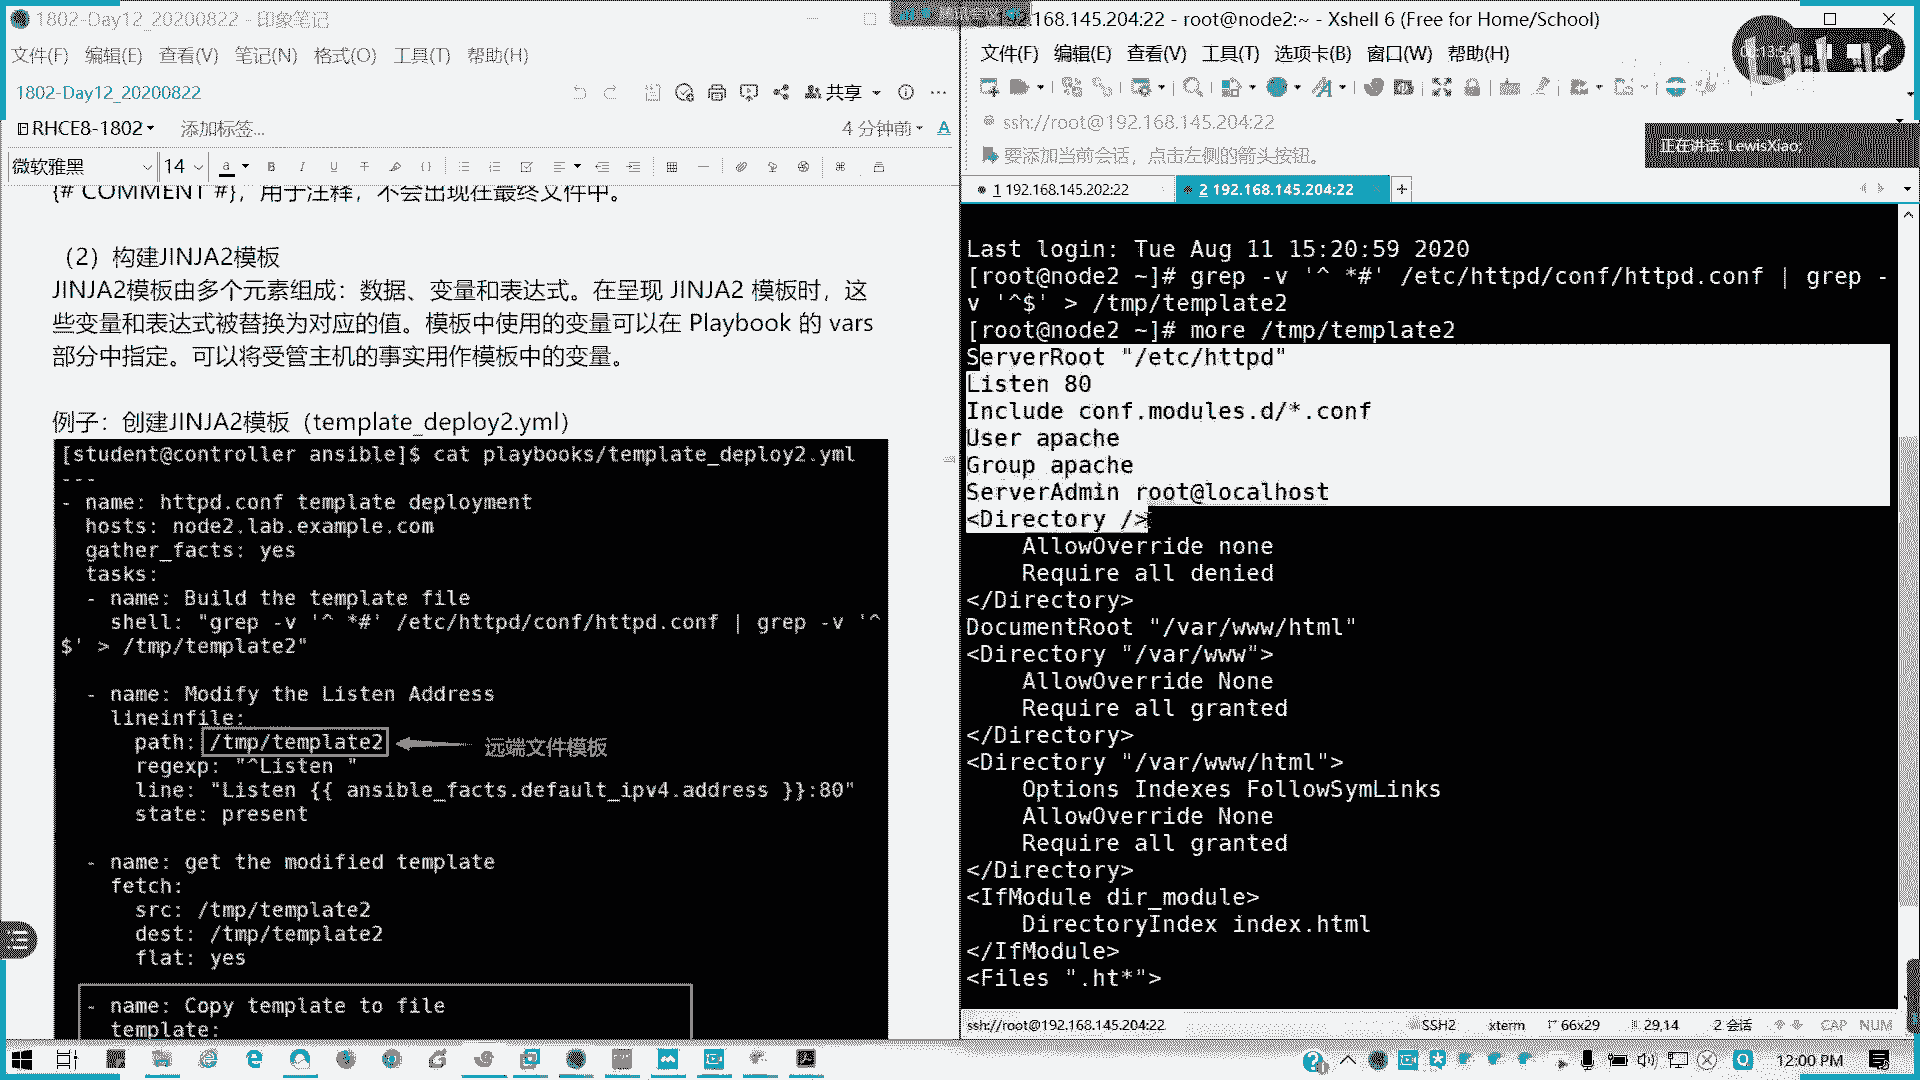 1802-Day12_20200822 - 印象笔记
文件(F) 编辑(E) 查看(V) 笔记(N) 格式(O) 工具(T) 帮助(H)
1802-Day12_20200822
共享
RHCE8-1802
添加标签...
4 分钟前
微软雅黑
14
{# COMMENT #}，用于注释，不会出现在最终文件中。
（2）构建JINJA2模板
JINJA2模板由多个元素组成：数据、变量和表达式。在呈现 JINJA2 模板时，这
些变量和表达式被替换为对应的值。模板中使用的变量可以在 Playbook 的 vars
部分中指定。可以将受管主机的事实用作模板中的变量。
例子：创建JINJA2模板（template_deploy2.yml）
[student@controller ansible]$ cat playbooks/template_deploy2.yml
---
- name: httpd.conf template deployment
hosts: node2.lab.example.com
gather_facts: yes
tasks:
- name: Build the template file
shell: "grep -v '^ *#' /etc/httpd/conf/httpd.conf | grep -v '^
$' > /tmp/template2"
- name: Modify the Listen Address
lineinfile:
path: /tmp/template2
远端文件模板
regexp: "^Listen "
line: "Listen {{ ansible_facts.default_ipv4.address }}:80"
state: present
- name: get the modified template
fetch:
src: /tmp/template2
dest: /tmp/template2
flat: yes
- name: Copy template to file
template:
.168.145.204:22 - root@node2:~ - Xshell 6 (Free for Home/School)
文件(F) 编辑(E) 查看(V) 工具(T) 选项卡(B) 窗口(W) 帮助(H)
ssh://root@192.168.145.204:22
正在讲话: LewisXiao;
要添加当前会话，点击左侧的箭头按钮。
1 192.168.145.202:22
2 192.168.145.204:22
Last login: Tue Aug 11 15:20:59 2020
[root@node2 ~]# grep -v '^ *#' /etc/httpd/conf/httpd.conf | grep -
v '^$' > /tmp/template2
[root@node2 ~]# more /tmp/template2
ServerRoot "/etc/httpd"
Listen 80
Include conf.modules.d/*.conf
User apache
Group apache
ServerAdmin root@localhost
<Directory />
AllowOverride none
Require all denied
</Directory>
DocumentRoot "/var/www/html"
<Directory "/var/www">
AllowOverride None
Require all granted
</Directory>
<Directory "/var/www/html">
Options Indexes FollowSymLinks
AllowOverride None
Require all granted
</Directory>
<IfModule dir_module>
DirectoryIndex index.html
</IfModule>
<Files ".ht*">
ssh://root@192.168.145.204:22
SSH2
xterm
66x29
29,14
2 会话
CAP NUM
12:00 PM